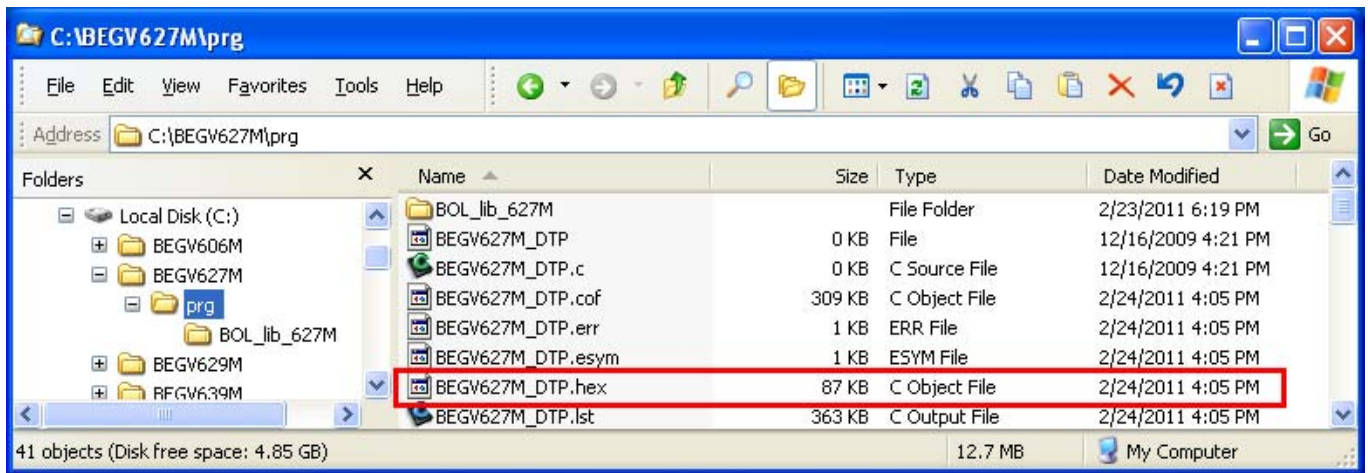 C:\BEGV627M\prg
File Edit View Favorites Tools Help
Address C:\BEGV627M\prg Go
Folders x Name Size Type Date Modified
Local Disk (C:)
BEGV606M
BEGV627M
prg
BOL_lib_627M
BEGV629M
BEGV639M
BOL_lib_627M File Folder 2/23/2011 6:19 PM
BEGV627M_DTP 0 KB File 12/16/2009 4:21 PM
BEGV627M_DTP.c 0 KB C Source File 12/16/2009 4:21 PM
BEGV627M_DTP.cof 309 KB C Object File 2/24/2011 4:05 PM
BEGV627M_DTP.err 1 KB ERR File 2/24/2011 4:05 PM
BEGV627M_DTP.esym 1 KB ESYM File 2/24/2011 4:05 PM
BEGV627M_DTP.hex 87 KB C Object File 2/24/2011 4:05 PM
BEGV627M_DTP.lst 363 KB C Output File 2/24/2011 4:05 PM
41 objects (Disk free space: 4.85 GB) 12.7 MB My Computer